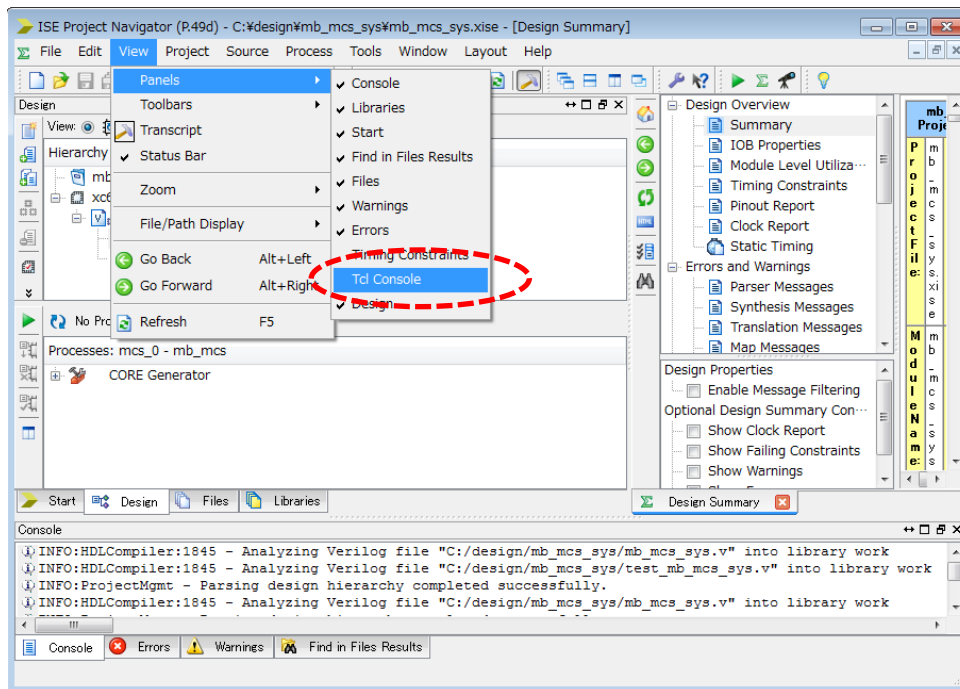 ISE Project Navigator (P.49d) - C:¥design¥mb_mcs_sys¥mb_mcs_sys.xise - [Design Summary]
File Edit View Project Source Process Tools Window Layout Help
Design
View:
Hierarchy
mb
xc6
No Pro
Processes: mcs_0 - mb_mcs
CORE Generator
Panels
Toolbars
Transcript
Status Bar
Zoom
File/Path Display
Go Back Alt+Left
Go Forward Alt+Right
Refresh F5
Console
Libraries
Start
Find in Files Results
Files
Warnings
Errors
Timing Constraints
Tcl Console
Design
Start Design Files Libraries
Design Overview
Summary
IOB Properties
Module Level Utiliza···
Timing Constraints
Pinout Report
Clock Report
Static Timing
Errors and Warnings
Parser Messages
Synthesis Messages
Translation Messages
Map Messages
Design Properties
Enable Message Filtering
Optional Design Summary Con···
Show Clock Report
Show Failing Constraints
Show Warnings
Design Summary
mb_
Proje
Project File: mb_mcs_sys.xise
Module Name: mb_mcs_sys
Console
INFO:HDLCompiler:1845 - Analyzing Verilog file "C:/design/mb_mcs_sys/mb_mcs_sys.v" into library work
INFO:HDLCompiler:1845 - Analyzing Verilog file "C:/design/mb_mcs_sys/test_mb_mcs_sys.v" into library work
INFO:ProjectMgmt - Parsing design hierarchy completed successfully.
INFO:HDLCompiler:1845 - Analyzing Verilog file "C:/design/mb_mcs_sys/mb_mcs_sys.v" into library work
Console Errors Warnings Find in Files Results